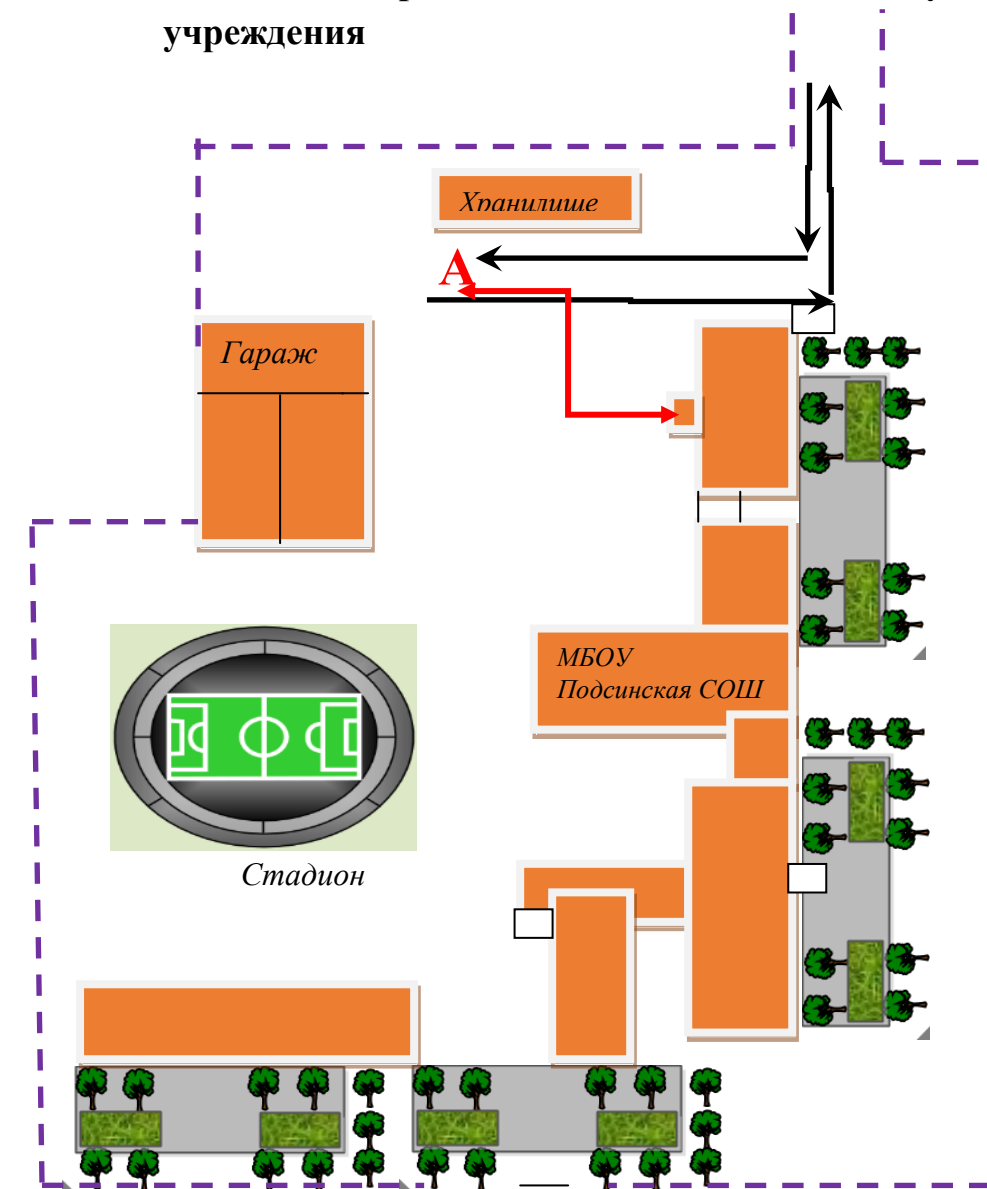 учреждения
Хранилище
А
Гараж
МБОУ
Подсинская СОШ
Стадион